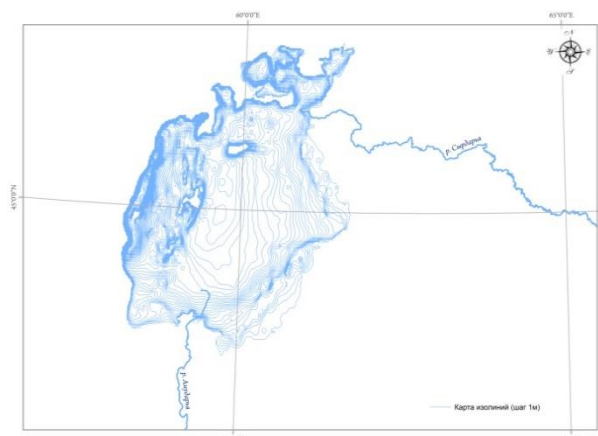 60°0'0"E
65°0'0"E
N
45°0'0"N
р. Сырдарья
р. Амударья
Карта изолиний (шаг 1м)